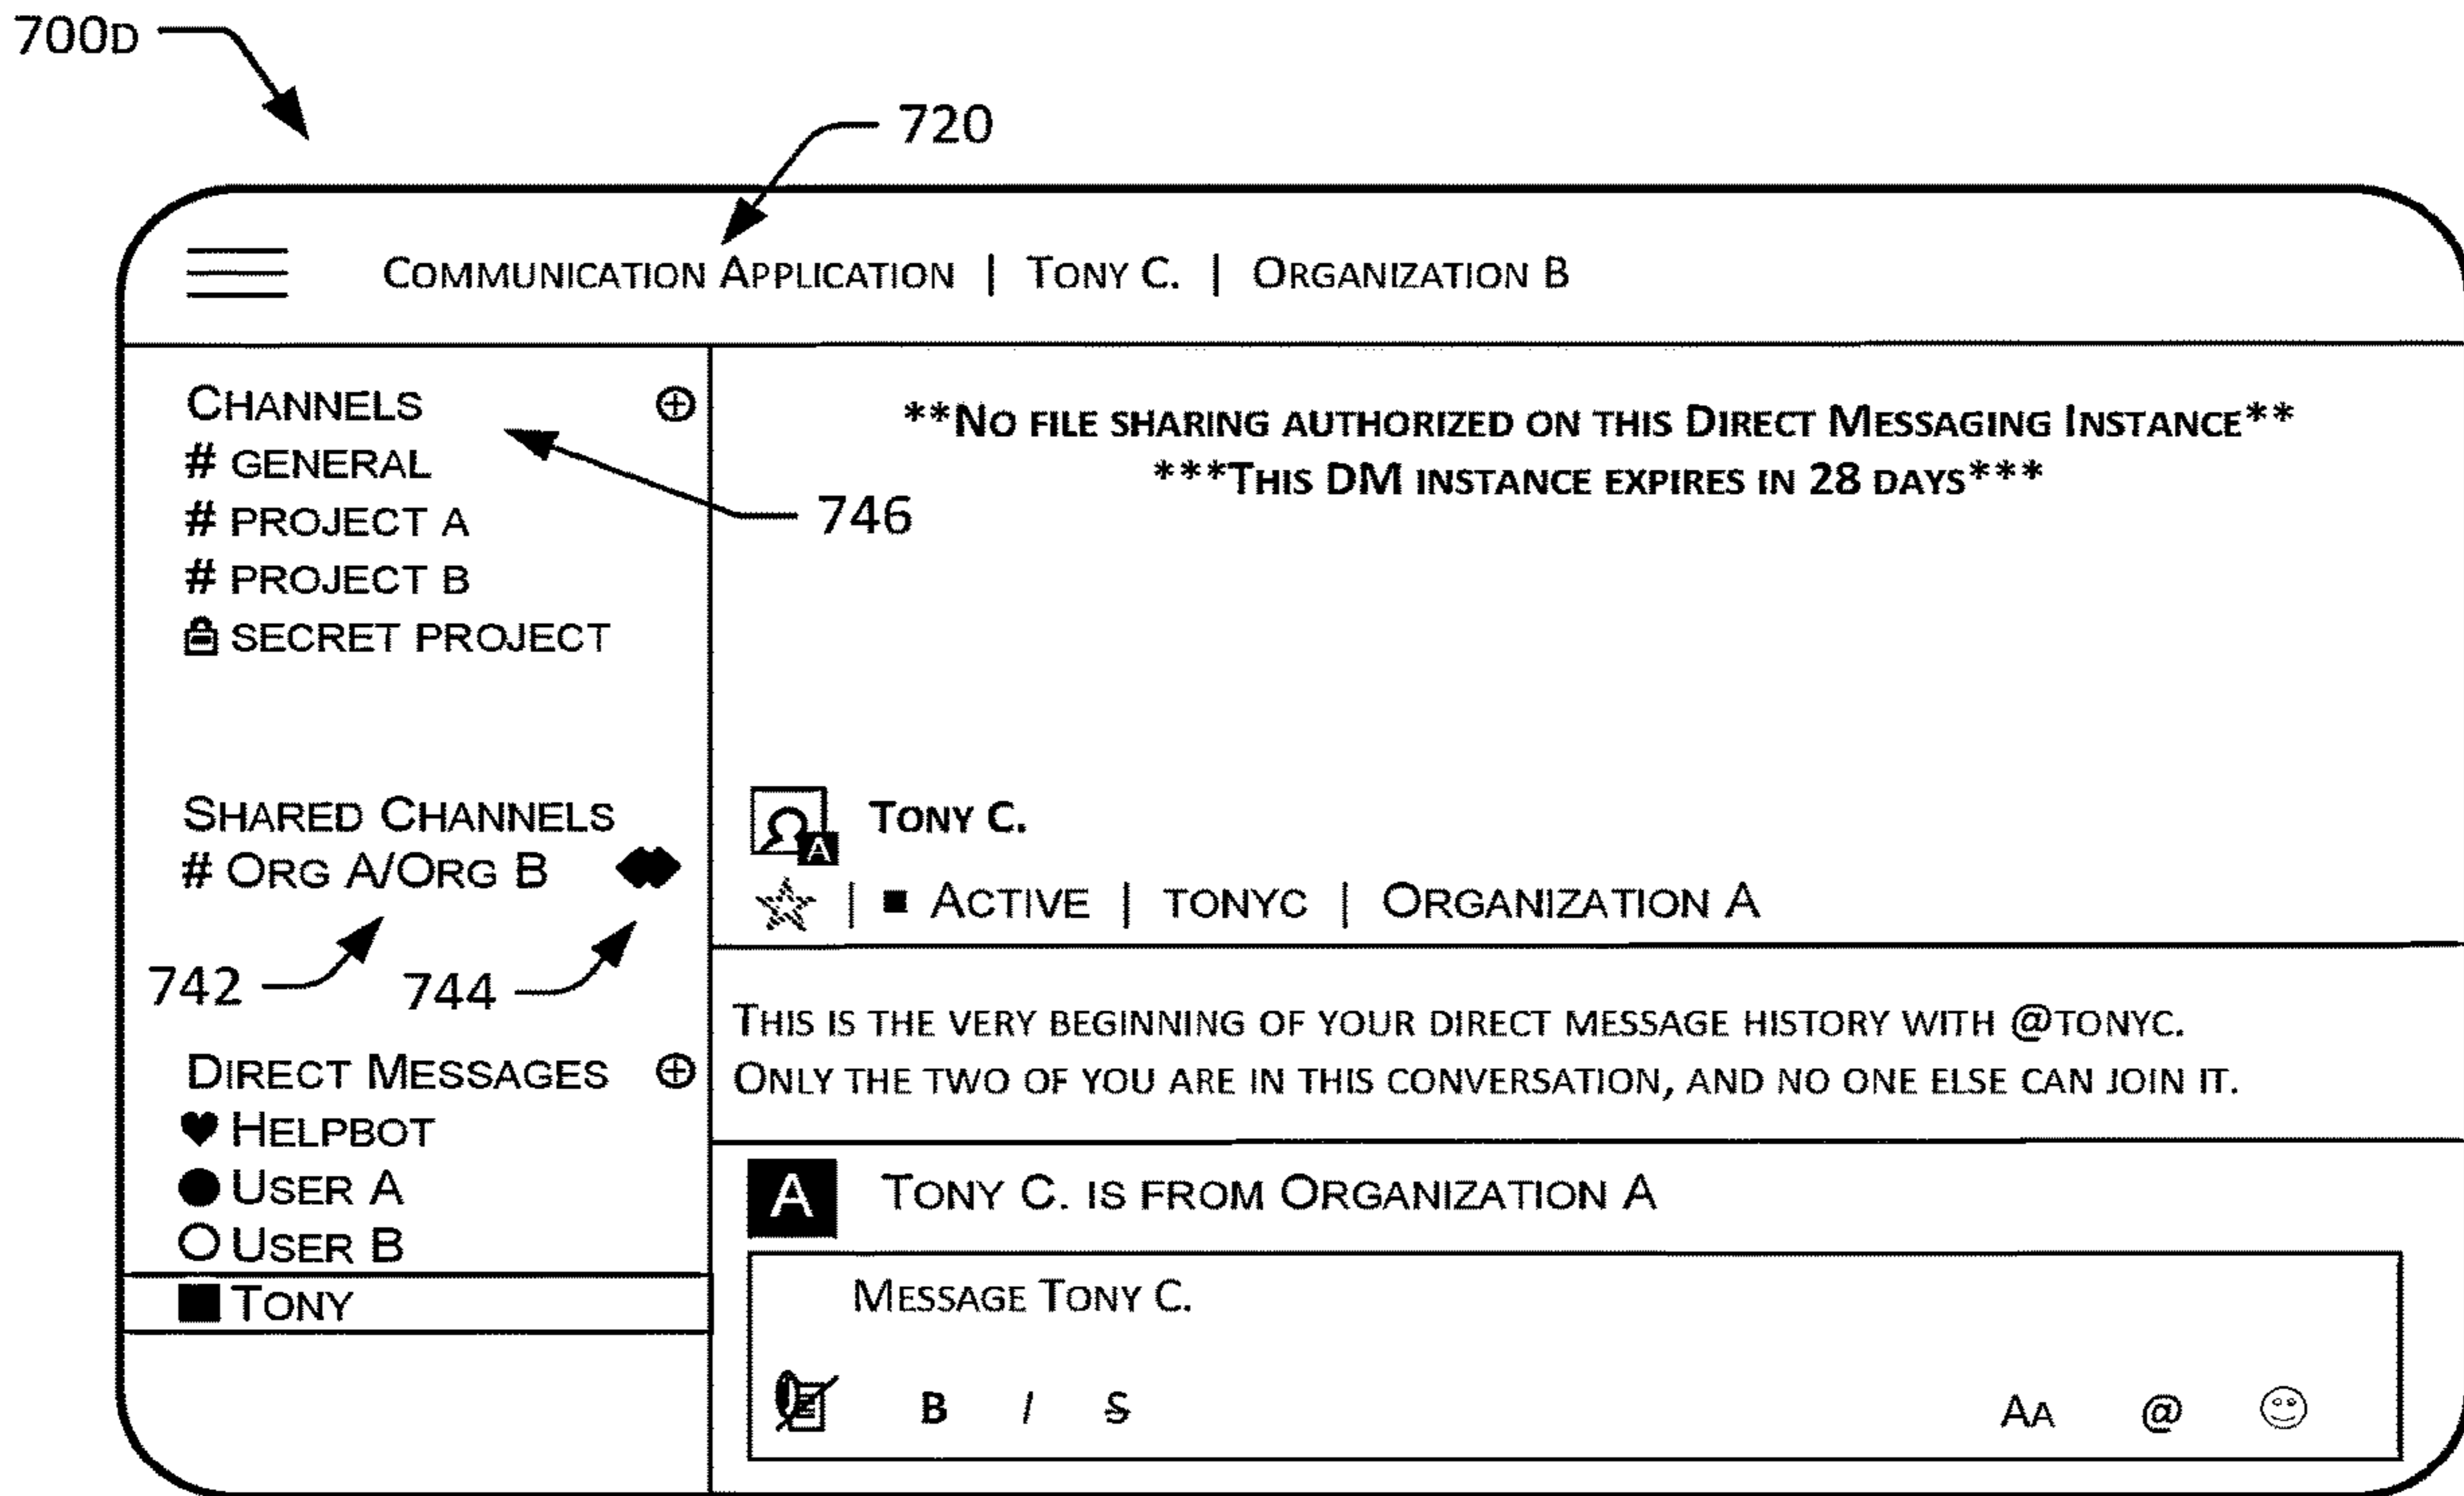 700D
720
COMMUNICATION APPLICATION | TONY C. | ORGANIZATION B
CHANNELS
# GENERAL
# PROJECT A
# PROJECT B
SECRET PROJECT
746
SHARED CHANNELS
# ORG A/ORG B
742
744
DIRECT MESSAGES
HELPBOT
USER A
USER B
TONY
**NO FILE SHARING AUTHORIZED ON THIS DIRECT MESSAGING INSTANCE**
***THIS DM INSTANCE EXPIRES IN 28 DAYS***
A
TONY C.
| ACTIVE | TONYC | ORGANIZATION A
THIS IS THE VERY BEGINNING OF YOUR DIRECT MESSAGE HISTORY WITH @TONYC.
ONLY THE TWO OF YOU ARE IN THIS CONVERSATION, AND NO ONE ELSE CAN JOIN IT.
A TONY C. IS FROM ORGANIZATION A
MESSAGE TONY C.
B I S AA @